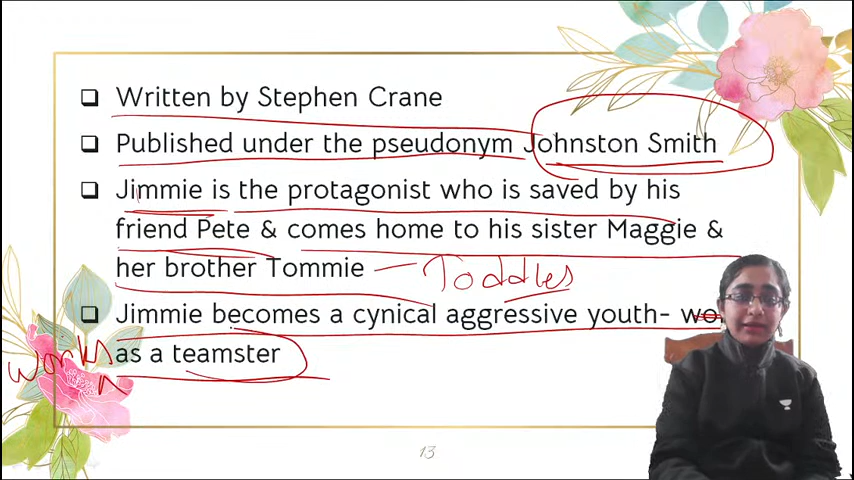 Written by Stephen Crane
Published under the pseudonym Johnston Smith
Jimmie is the protagonist who is saved by his
friend Pete & comes home to his sister Maggie &
her brother Tommie - Toddles
Jimmie becomes a cynical aggressive youth- wo
works as a teamster
13